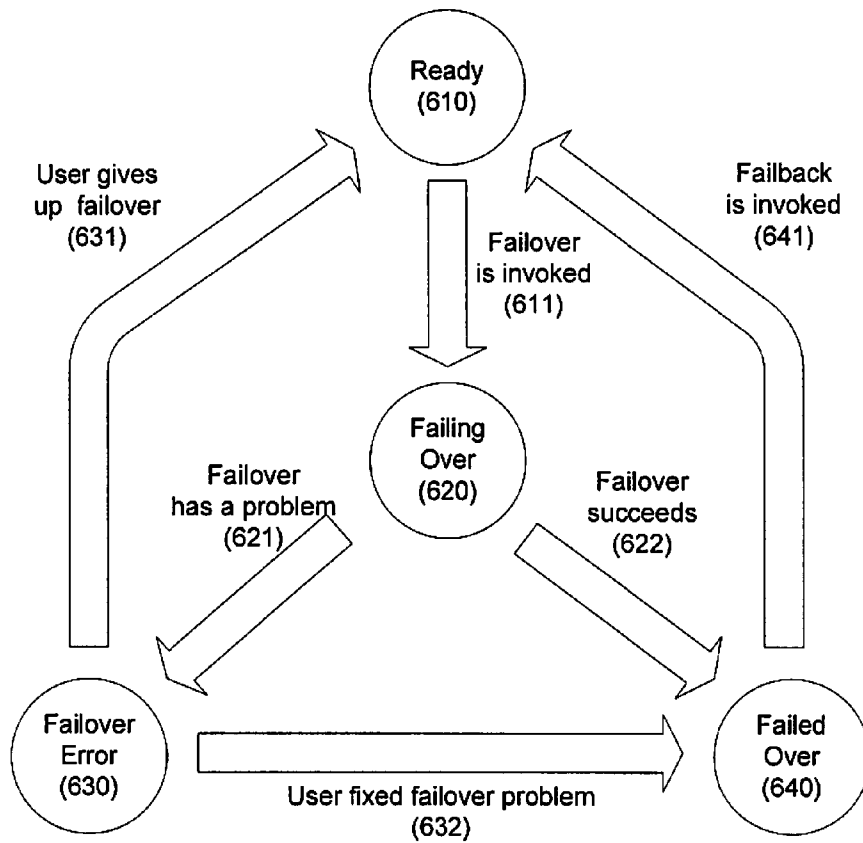 Ready
(610)
User gives
up failover
(631)
Failback
is invoked
(641)
Failover
is invoked
(611)
Failing
Over
(620)
Failover
has a problem
(621)
Failover
succeeds
(622)
Failover
Error
(630)
Failed
Over
(640)
User fixed failover problem
(632)